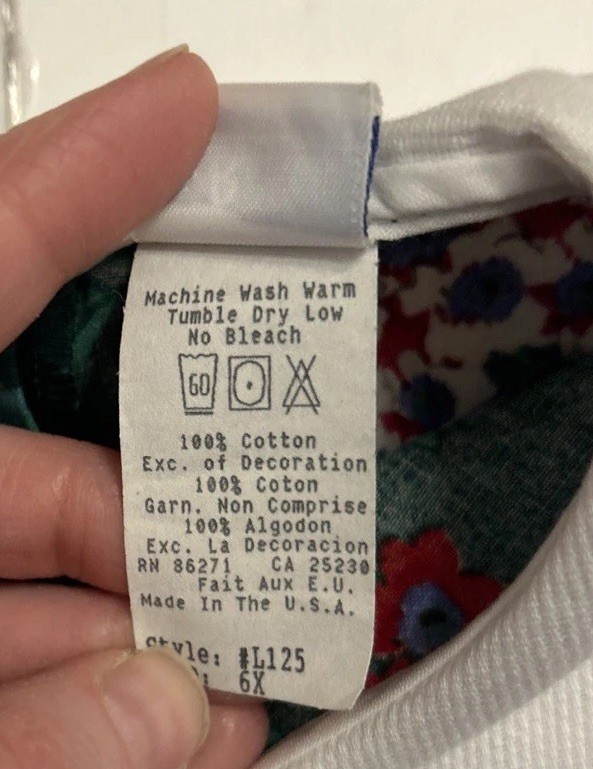 Machine Wash Warm
Tumble Dry Low
No Bleach
60
100% Cotton
Exc. of Decoration
100% Coton
Garn. Non Comprise
100% Algodon
Exc. La Decoracion
RN 86271 CA 25230
Fait Aux E.U.
Made In The U.S.A.
Style: #L125
6X